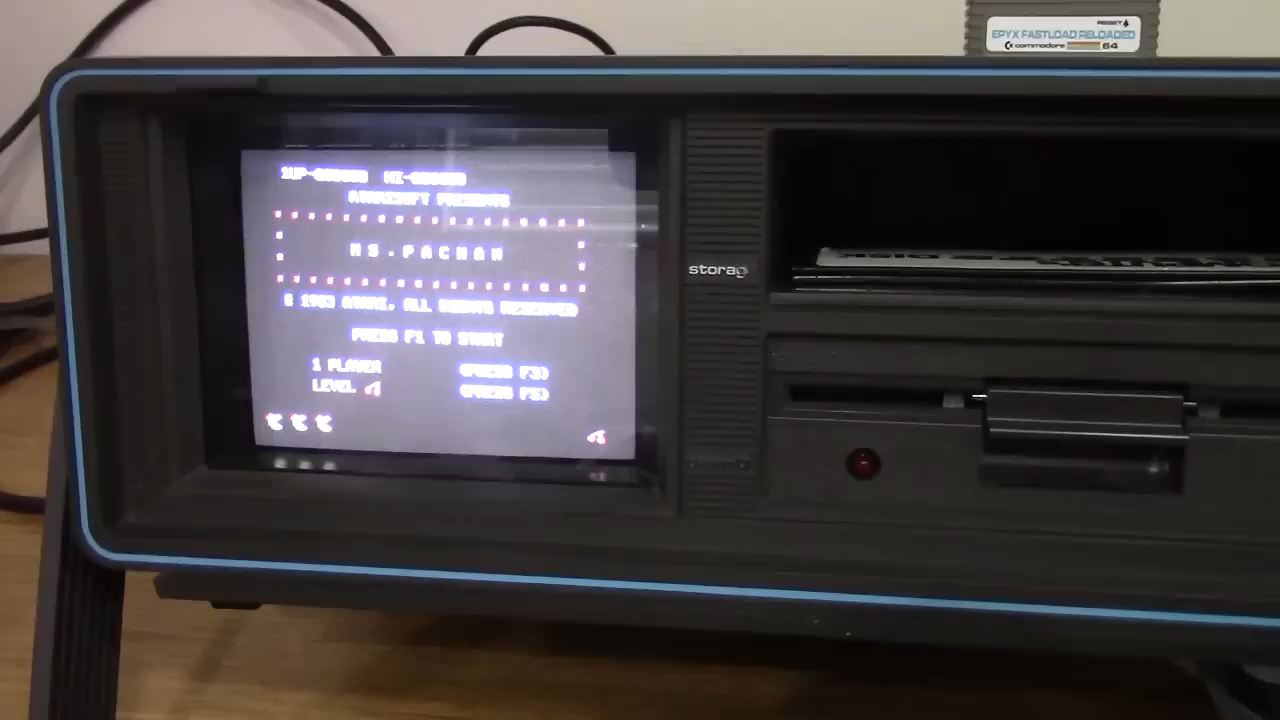 RESET
EPYX FASTLOAD RELOADED
commodore 64
1UP-000000 HI-000000
ATARISOFT PRESENTS
MS.PACMAN
1983 ATARI, ALL RIGHTS RESERVED
PRESS F1 TO START
1 PLAYER (PRESS F3)
LEVEL (PRESS F5)
storag
DISK